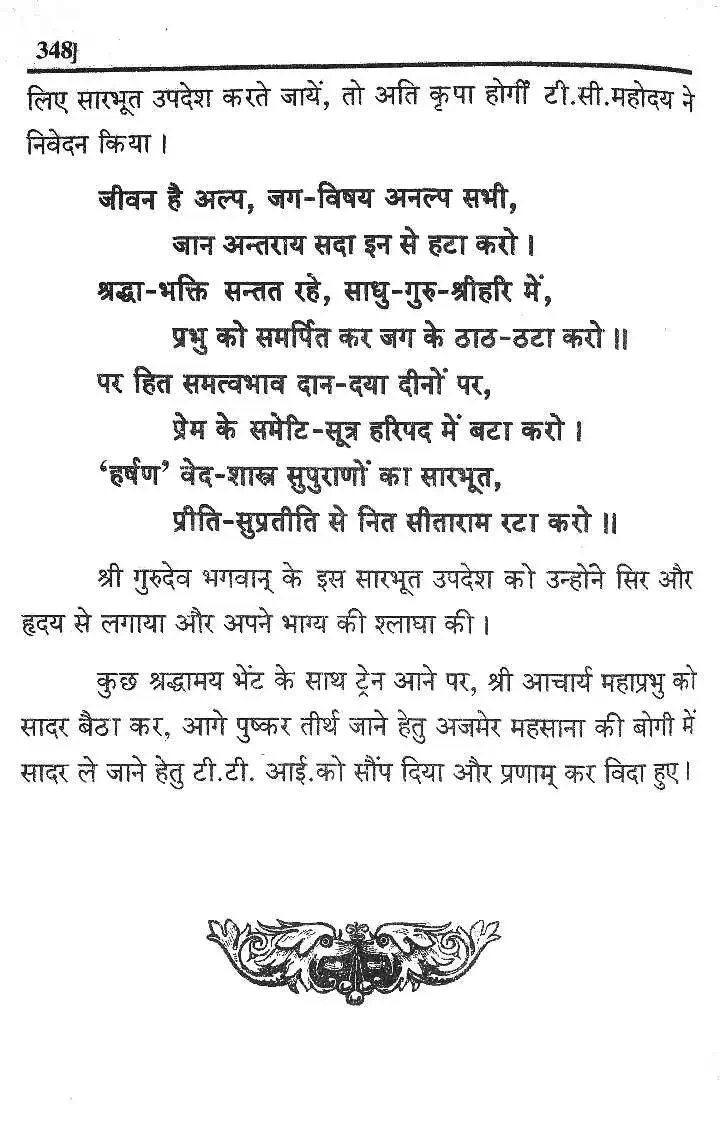 348]
लिए सारभूत उपदेश करते जायें, तो अति कृपा होगीं टी.सी.महोदय ने
निवेदन किया ।
जीवन है अल्प, जग-विषय अनल्प सभी,
जान अन्तराय सदा इन से हटा करो ।
श्रद्धा-भक्ति सन्तत रहे, साधु-गुरु-श्रीहरि में,
प्रभु को समर्पित कर जग के ठाठ-ठटा करो ॥
पर हित समत्वभाव दान-दया दीनों पर,
प्रेम के समेटि-सूत्र हरिपद में बटा करो ।
‘हर्षण’ वेद-शास्त्र सुपुराणों का सारभूत,
प्रीति-सुप्रतीति से नित सीताराम रटा करो ॥
श्री गुरुदेव भगवान् के इस सारभूत उपदेश को उन्होंने सिर और
हृदय से लगाया और अपने भाग्य की श्लाघा की ।
कुछ श्रद्धामय भेंट के साथ ट्रेन आने पर, श्री आचार्य महाप्रभु को
सादर बैठा कर, आगे पुष्कर तीर्थ जाने हेतु अजमेर महसाना की बोगी में
सादर ले जाने हेतु टी.टी. आई.को सौंप दिया और प्रणाम् कर विदा हुए।